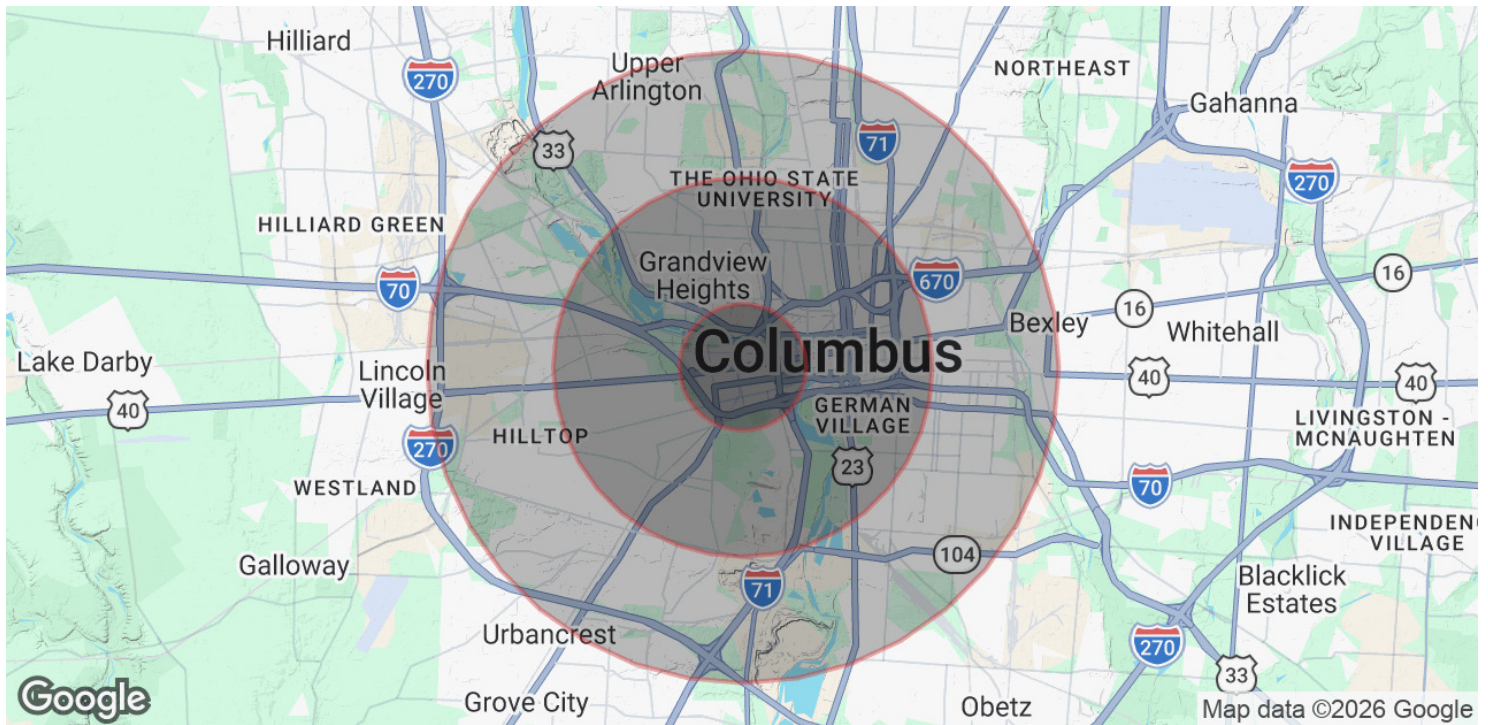 Hilliard
270
Upper
Arlington
NORTHEAST
Gahanna
33
71
270
THE OHIO STATE
UNIVERSITY
HILLIARD GREEN
Grandview
Heights
70
670
16
16
Bexley
Whitehall
Columbus
Lake Darby
40
Lincoln
Village
40
40
GERMAN
VILLAGE
LIVINGSTON -
MCNAUGHTEN
270
HILLTOP
23
70
WESTLAND
INDEPENDENC
VILLAGE
104
Galloway
71
Blacklick
Estates
Urbancrest
270
33
Grove City
Obetz
Google
Map data ©2026 Google